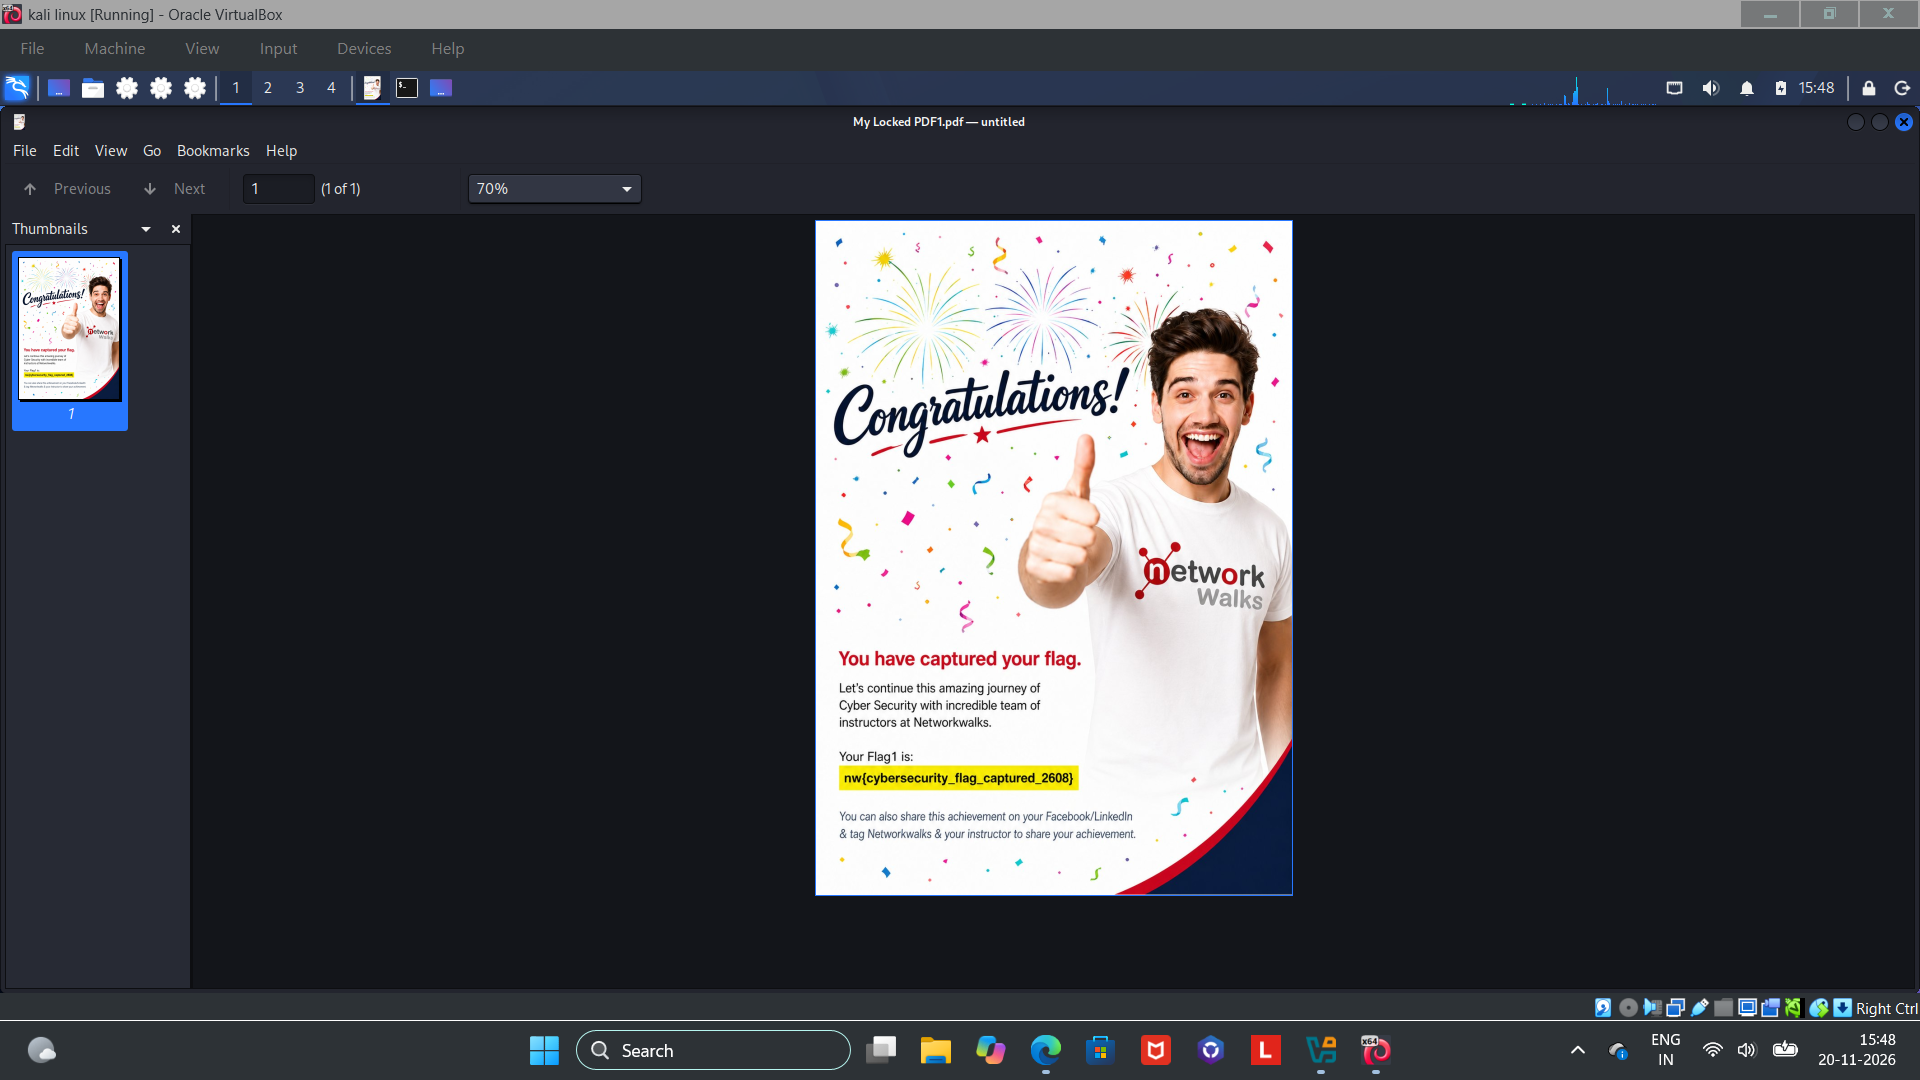 kali linux [Running] - Oracle VirtualBox
File Machine View Input Devices Help
1 2 3 4
15:48
My Locked PDF1.pdf — untitled
File Edit View Go Bookmarks Help
Previous Next 1 (1 of 1) 70%
Thumbnails
1
Congratulations!
network
Walks
You have captured your flag.
Let's continue this amazing journey of
Cyber Security with incredible team of
instructors at Networkwalks.
Your Flag1 is:
nw{cybersecurity_flag_captured_2608}
You can also share this achievement on your Facebook/LinkedIn
& tag Networkwalks & your instructor to share your achievement.
Right Ctrl
Search
ENG
IN
15:48
20-11-2026